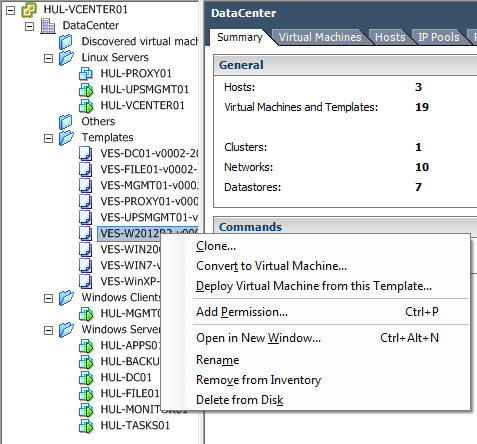 HUL-VCENTER01
DataCenter
Discovered virtual mach
Linux Servers
HUL-PROXY01
HUL-UPSMGMT01
HUL-VCENTER01
Others
Templates
VES-DC01-v0002-20
VES-FILE01-v0002-
VES-MGMT01-v000
VES-PROXY01-v000
VES-UPSMGMT01-v
VES-W2012R2-v000
VES-WIN200
VES-WIN7-v
VES-WinXP-
Windows Clients
HUL-MGMT0
Windows Server
HUL-APPS01
HUL-BACKU
HUL-DC01
HUL-FILE01
HUL-MONITOR01
HUL-TASKS01
DataCenter
Summary Virtual Machines Hosts IP Pools
General
Hosts: 3
Virtual Machines and Templates: 19
Clusters: 1
Networks: 10
Datastores: 7
Commands
Clone...
Convert to Virtual Machine...
Deploy Virtual Machine from this Template...
Add Permission... Ctrl+P
Open in New Window... Ctrl+Alt+N
Rename
Remove from Inventory
Delete from Disk